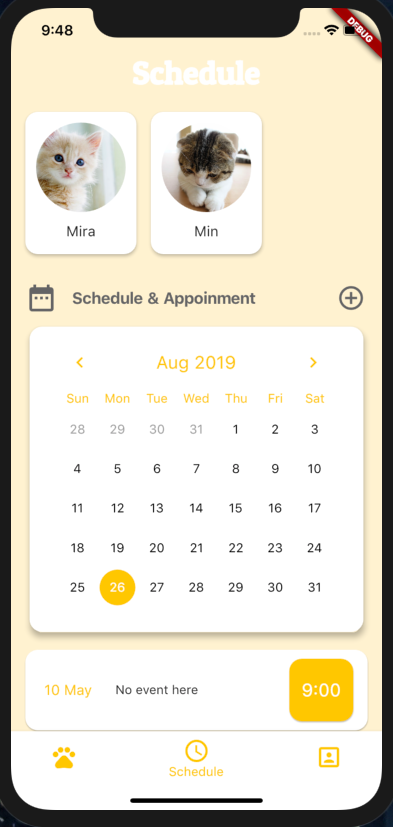 9:48
DEBUG
Schedule
Mira Min
Schedule & Appoinment
Aug 2019
Sun Mon Tue Wed Thu Fri Sat
28 29 30 31 1 2 3
4 5 6 7 8 9 10
11 12 13 14 15 16 17
18 19 20 21 22 23 24
25 26 27 28 29 30 31
10 May No event here 9:00
Schedule